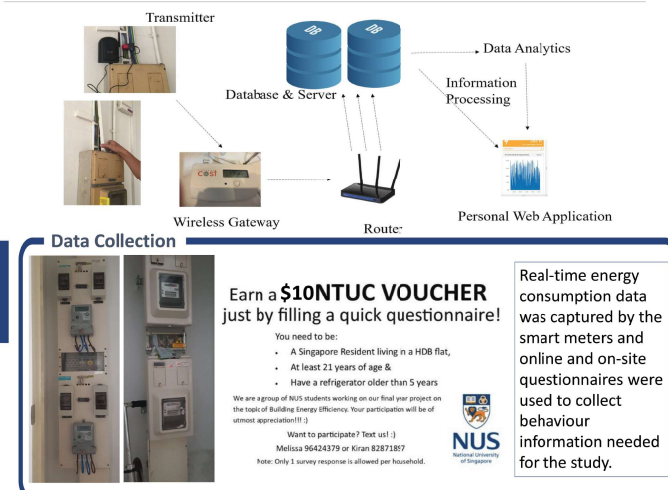 Transmitter
DB DB
Data Analytics
Information
Processing
Database & Server
cost
Wireless Gateway
Router
Personal Web Application
Data Collection
Earn a $10NTUC VOUCHER
just by filling a quick questionnaire!
You need to be:
• A Singapore Resident living n a HDB flat,
• At least 21 years of age &
• Have a refrigerator older than 5 years
We are a group of NUS students working on our final year project on
the topic of Building Energy Efficiency. Your participation will be of
utmost appreciation!!! :)
Want to participate? Text us! :)
Melissa 96424379 or Kiran 82871897
Note: Only 1 survey response is allowed per household.
NUS
National University
of Singapore
Real-time energy
consumption data
was captured by the
smart meters and
online and on-site
questionnaires were
used to collect
behaviour
information needed
for the study.